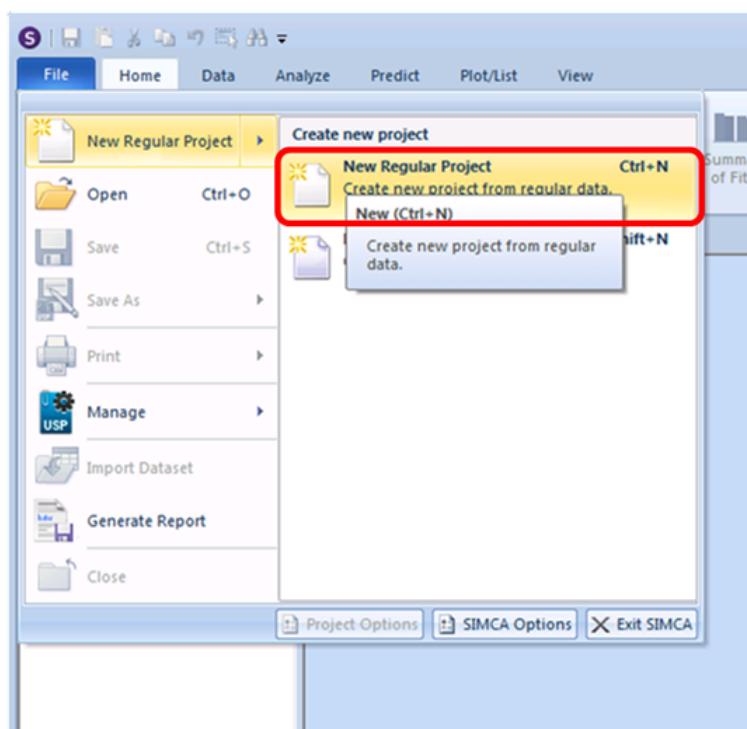 S
File Home Data Analyze Predict Plot/List View
New Regular Project
Create new project
New Regular Project Ctrl+N
Create new project from regular data.
New (Ctrl+N)
Create new project from regular
data.
Open Ctrl+O
Save Ctrl+S
Save As
Print
Manage
USP
Import Dataset
Generate Report
Close
Project Options SIMCA Options Exit SIMCA
of Fit